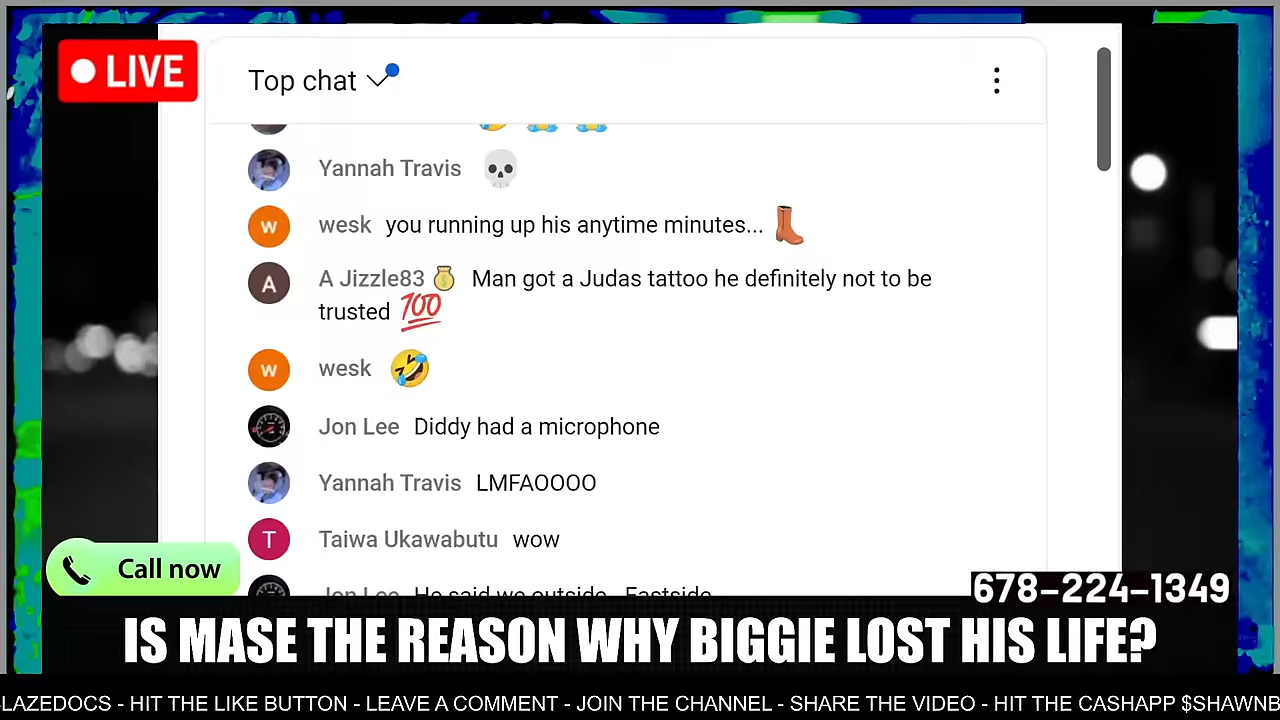 LIVE
Top chat
Yannah Travis
W wesk you running up his anytime minutes...
A A Jizzle83 Man got a Judas tattoo he definitely not to be
trusted 100
W wesk
Jon Lee Diddy had a microphone
Yannah Travis LMFAOOOO
T Taiwa Ukawabutu wow
Jon Lee He said we outside.. Eastside
Call now
678-224-1349
IS MASE THE REASON WHY BIGGIE LOST HIS LIFE?
LAZEDOCS - HIT THE LIKE BUTTON - LEAVE A COMMENT - JOIN THE CHANNEL - SHARE THE VIDEO - HIT THE CASHAPP $SHAWNB